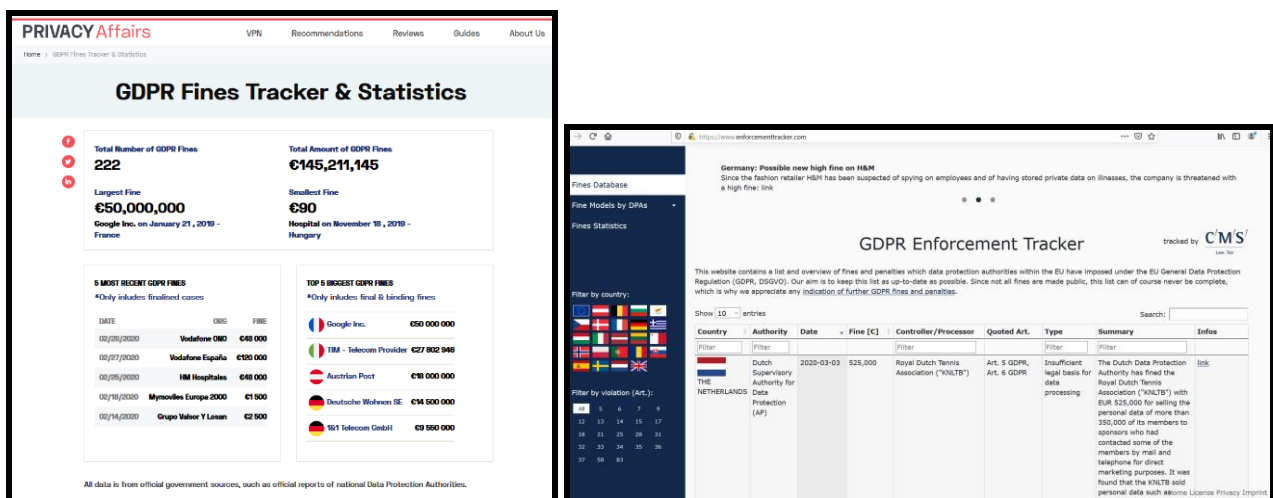 PRIVACYAffairs
VPN Recommendations Reviews Guides About Us
Home > GDPR Fines Tracker & Statistics
GDPR Fines Tracker & Statistics
Total Number of GDPR Fines
222
Total Amount of GDPR Fines
€145,211,145
Largest Fine
€50,000,000
Google Inc. on January 21 , 2019 -
France
Smallest Fine
€90
Hospital on November 18 , 2019 -
Hungary
5 MOST RECENT GDPR FINES
*Only inludes finalised cases
DATE ORG FINE
02/28/2020 Vodafone ONO €48 000
02/27/2020 Vodafone España €120 000
02/25/2020 HM Hospitales €48 000
02/18/2020 Mymoviles Europa 2000 €1 500
02/14/2020 Grupo Valsor Y Losan €2 500
TOP 5 BIGGEST GDPR FINES
*Only inludes final & binding fines
Google Inc. €50 000 000
TIM - Telecom Provider €27 802 946
Austrian Post €18 000 000
Deutsche Wohnen SE €14 500 000
1&1 Telecom GmbH €9 550 000
All data is from official government sources, such as official reports of national Data Protection Authorities.
https://www.enforcementtracker.com
Fines Database
Fine Models by DPAs
Fines Statistics
Filter by country:
Filter by violation (Art.):
All 5 6 7 9
12 13 14 15 17
18 21 25 28 31
32 33 34 35 36
37 58 83
Germany: Possible new high fine on H&M
Since the fashion retailer H&M has been suspected of spying on employees and of having stored private data on illnesses, the company is threatened with
a high fine: link
GDPR Enforcement Tracker
tracked by C'M'S'
Law . Tax
This website contains a list and overview of fines and penalties which data protection authorities within the EU have imposed under the EU General Data Protection
Regulation (GDPR, DSGVO). Our aim is to keep this list as up-to-date as possible. Since not all fines are made public, this list can of course never be complete,
which is why we appreciate any indication of further GDPR fines and penalties.
Show 10 entries
Search:
Country Authority Date Fine [€] Controller/Processor Quoted Art. Type Summary Infos
Filter Filter Filter Filter Filter
THE
NETHERLANDS
Dutch
Supervisory
Authority for
Data
Protection
(AP)
2020-03-03
525,000
Royal Dutch Tennis
Association ("KNLTB")
Art. 5 GDPR,
Art. 6 GDPR
Insufficient
legal basis for
data
processing
The Dutch Data Protection
Authority has fined the
Royal Dutch Tennis
Association ("KNLTB") with
EUR 525,000 for selling the
personal data of more than
350,000 of its members to
sponsors who had
contacted some of the
members by mail and
telephone for direct
marketing purposes. It was
found that the KNLTB sold
personal data such as
link
Home License Privacy Imprint